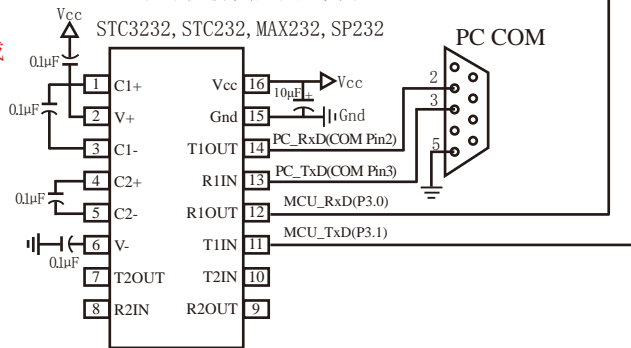 Vcc
STC3232, STC232, MAX232, SP232
PC COM
0.1μF
1 C1+
Vcc 16
Vcc
2
0.1μF
10μF +
2 V+
Gnd 15
Gnd
3
3 C1-
T1OUT 14
PC_RxD(COM Pin2)
5
4 C2+
R1IN 13
PC_TxD(COM Pin3)
0.1μF
5 C2-
R1OUT 12
MCU_RxD(P3.0)
6 V-
T1IN 11
MCU_TxD(P3.1)
0.1μF
7 T2OUT
T2IN 10
8 R2IN
R2OUT 9